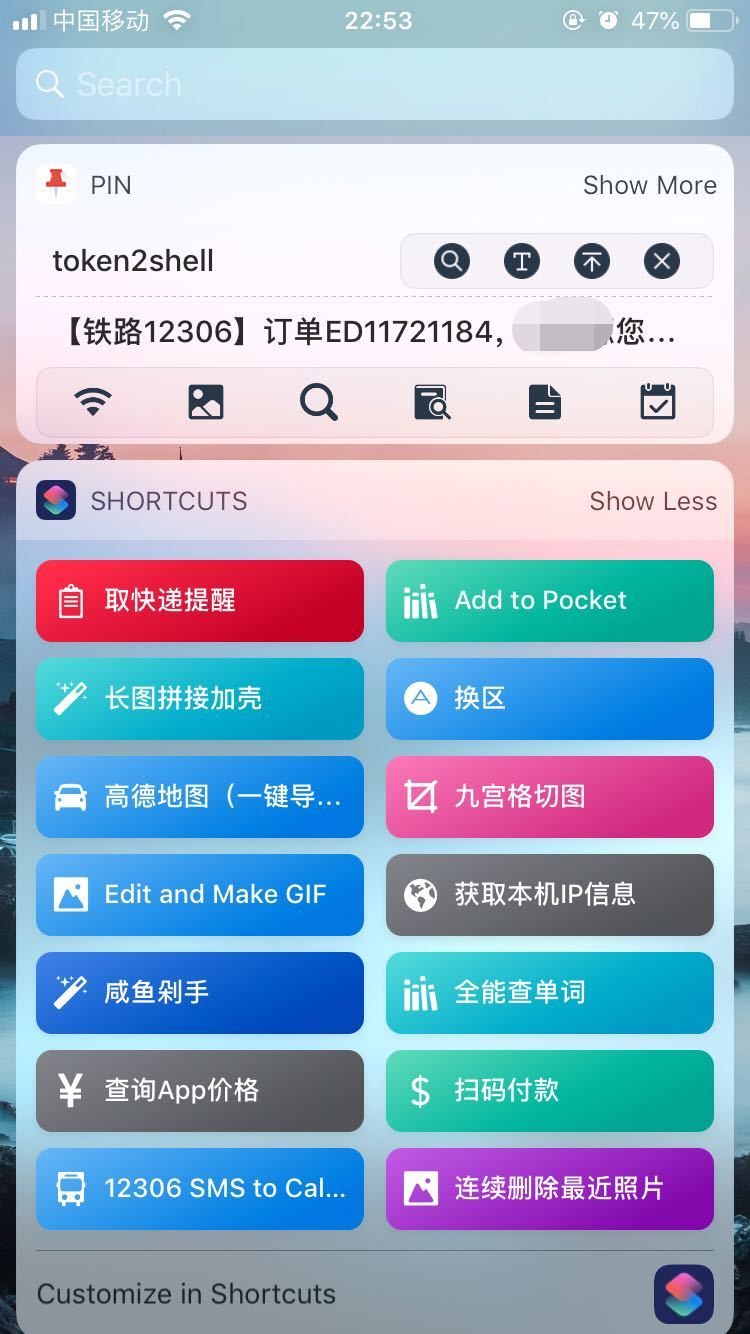 中国移动 22:53 47%
Search
PIN Show More
token2shell
【铁路12306】订单ED11721184, 您...
SHORTCUTS Show Less
取快递提醒 Add to Pocket
长图拼接加壳 换区
高德地图（一键导... 九宫格切图
Edit and Make GIF 获取本机IP信息
咸鱼剁手 全能查单词
查询App价格 扫码付款
12306 SMS to Cal... 连续删除最近照片
Customize in Shortcuts